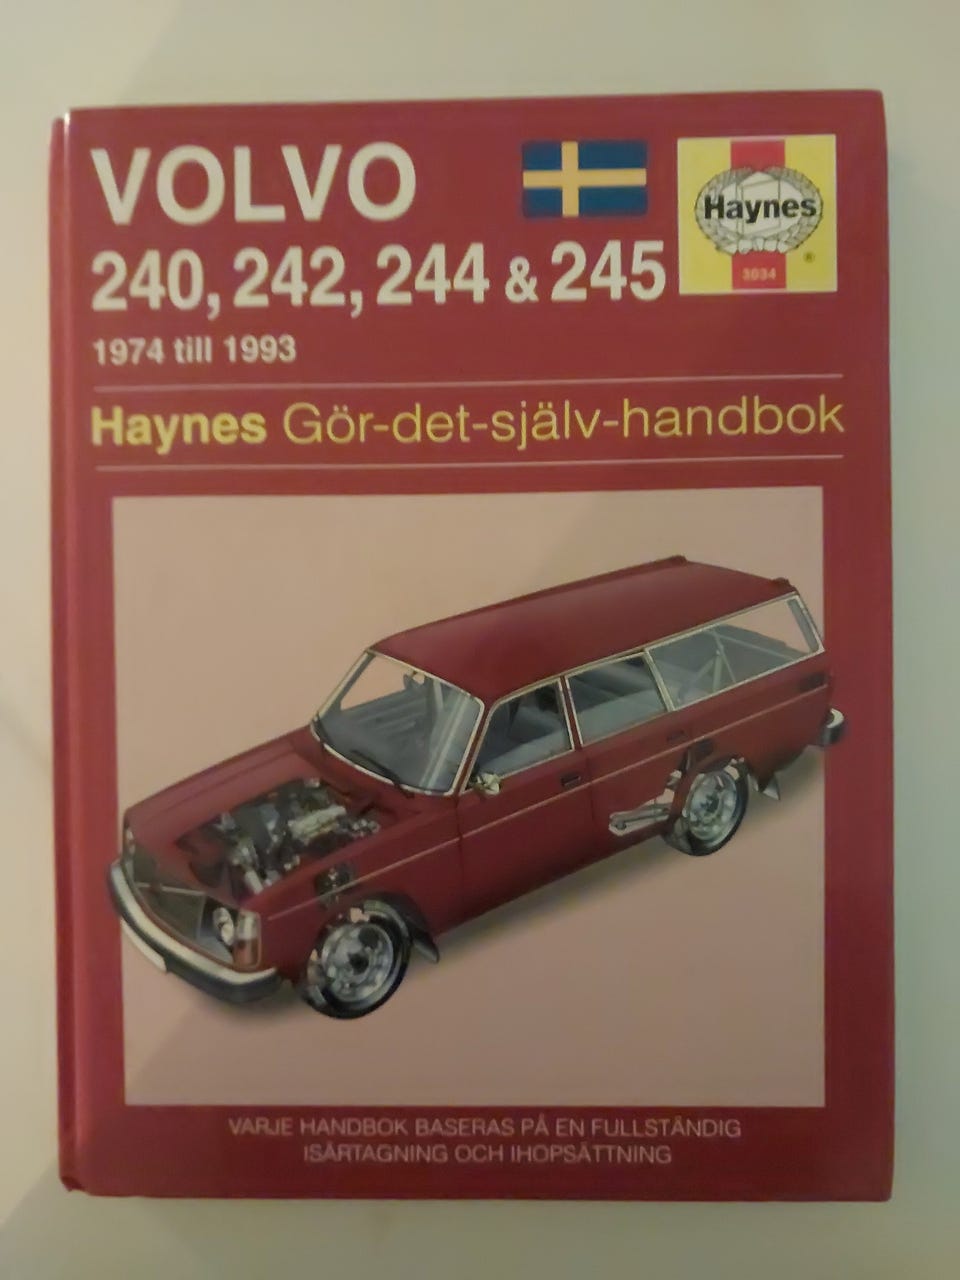 VOLVO
Haynes
®
3034
240, 242, 244 & 245
1974 till 1993
Haynes Gör-det-själv-handbok
VARJE HANDBOK BASERAS PÅ EN FULLSTÄNDIG
ISÄRTAGNING OCH IHOPSÄTTNING